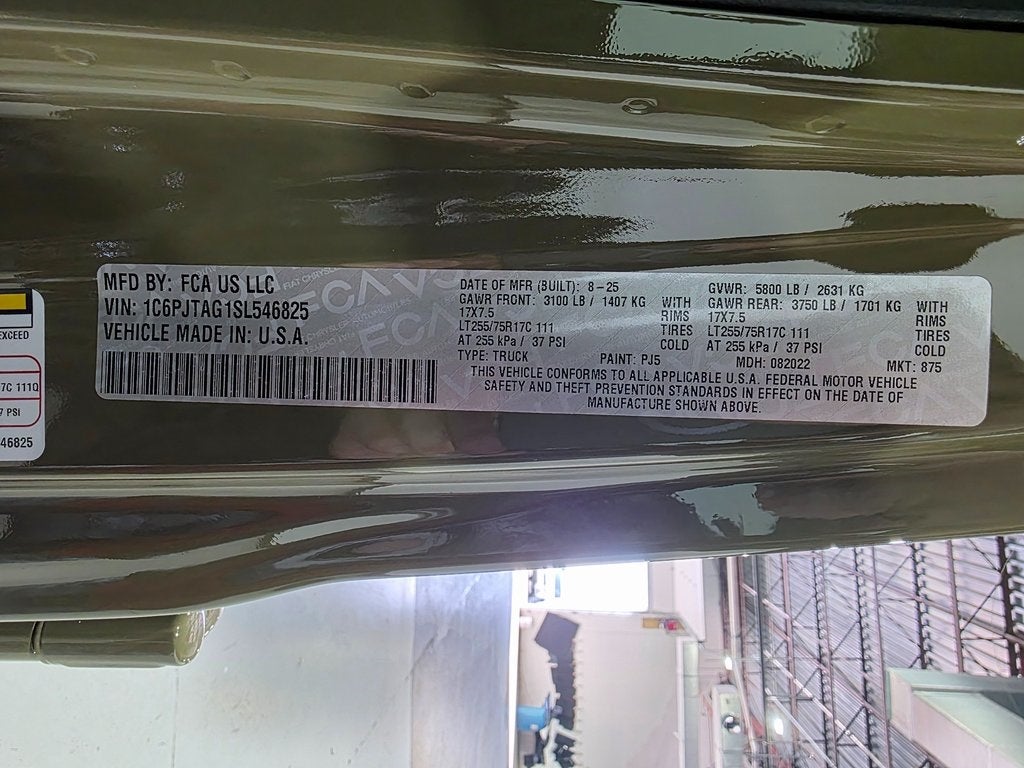 MFD BY: FCA US LLC
VIN: 1C6PJTAG1SL546825
VEHICLE MADE IN: U.S.A.
DATE OF MFR (BUILT): 8-25
GAWR FRONT: 3100 LB / 1407 KG WITH
17X7.5 RIMS
LT255/75R17C 111 TIRES
AT 255 kPa / 37 PSI COLD
TYPE: TRUCK PAINT: PJ5
GVWR: 5800 LB / 2631 KG
GAWR REAR: 3750 LB / 1701 KG WITH
17X7.5 RIMS
LT255/75R17C 111 TIRES
AT 255 kPa / 37 PSI COLD
MDH: 082022 MKT: 875
THIS VEHICLE CONFORMS TO ALL APPLICABLE U.S.A. FEDERAL MOTOR VEHICLE
SAFETY AND THEFT PREVENTION STANDARDS IN EFFECT ON THE DATE OF
MANUFACTURE SHOWN ABOVE.
EXCEED
7C 111Q
7 PSI
46825